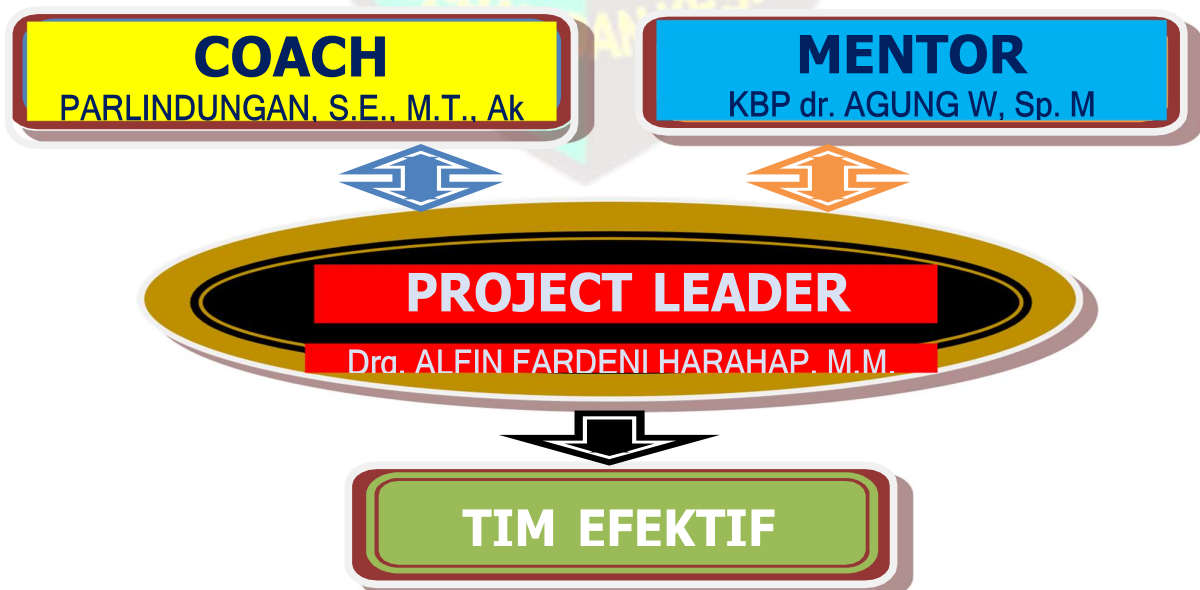 COACH
PARLINDUNGAN, S.E., M.T., Ak
MENTOR
KBP dr. AGUNG W, Sp. M
PROJECT LEADER
Drg. ALFIN FARDENI HARAHAP, M.M.
TIM EFEKTIF